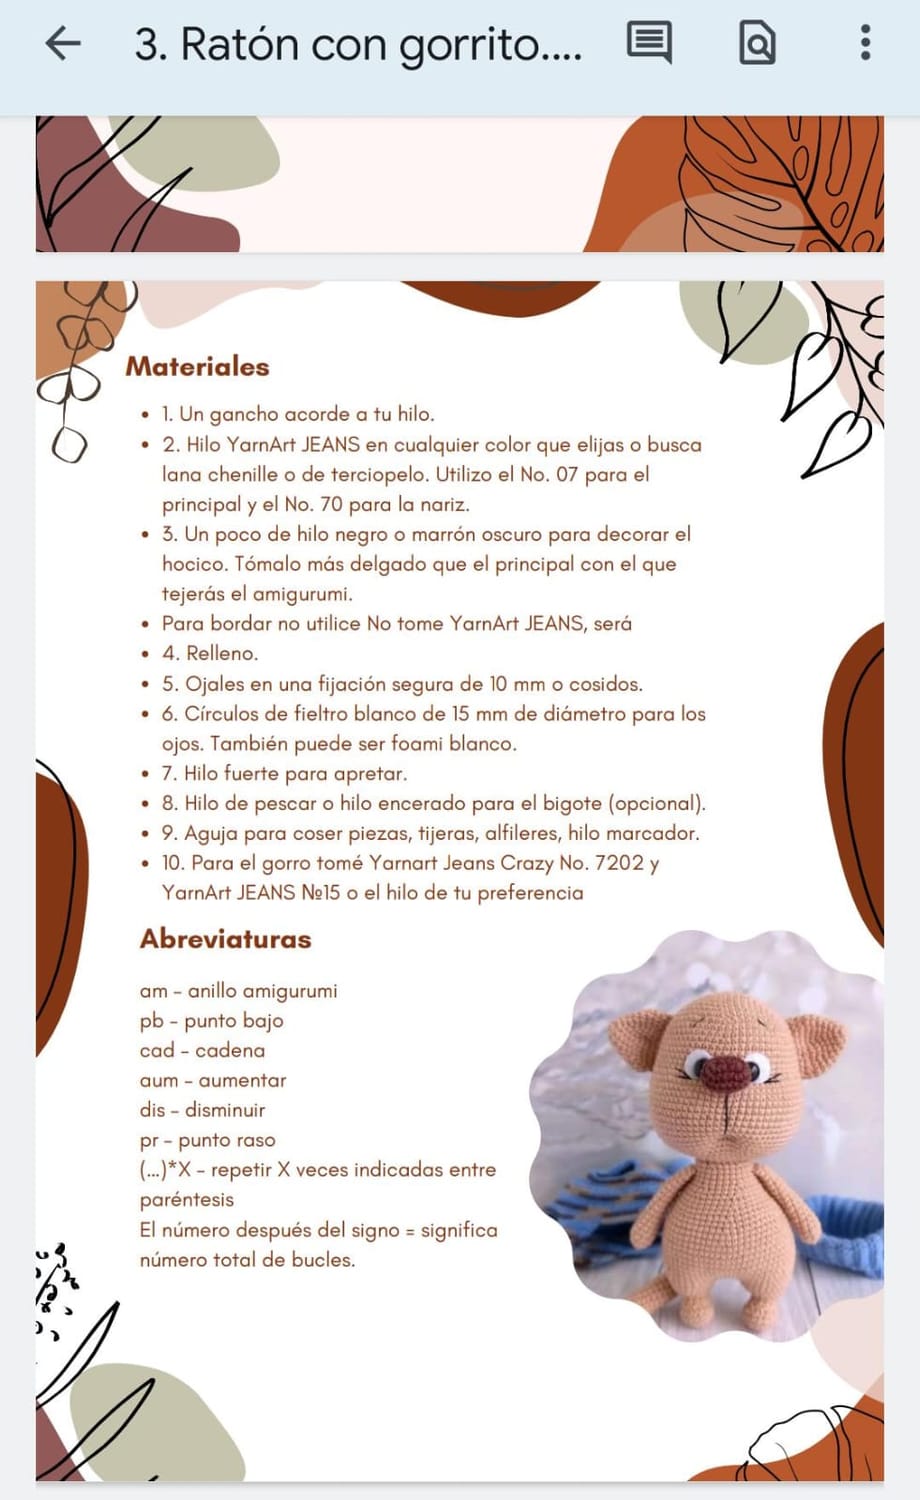 3. Ratón con gorrito....
Materiales
• 1. Un gancho acorde a tu hilo.
• 2. Hilo YarnArt JEANS en cualquier color que elijas o busca
lana chenille o de terciopelo. Utilizo el No. 07 para el
principal y el No. 70 para la nariz.
• 3. Un poco de hilo negro o marrón oscuro para decorar el
hocico. Tómalo más delgado que el principal con el que
tejerás el amigurumi.
• Para bordar no utilice No tome YarnArt JEANS, será
• 4. Relleno.
• 5. Ojales en una fijación segura de 10 mm o cosidos.
• 6. Círculos de fieltro blanco de 15 mm de diámetro para los
ojos. También puede ser foami blanco.
• 7. Hilo fuerte para apretar.
• 8. Hilo de pescar o hilo encerado para el bigote (opcional).
• 9. Aguja para coser piezas, tijeras, alfileres, hilo marcador.
• 10. Para el gorro tomé Yarnart Jeans Crazy No. 7202 y
YarnArt JEANS №15 o el hilo de tu preferencia
Abreviaturas
am – anillo amigurumi
pb - punto bajo
cad - cadena
aum – aumentar
dis – disminuir
pr – punto raso
(...)*X – repetir X veces indicadas entre
paréntesis
El número después del signo = significa
número total de bucles.